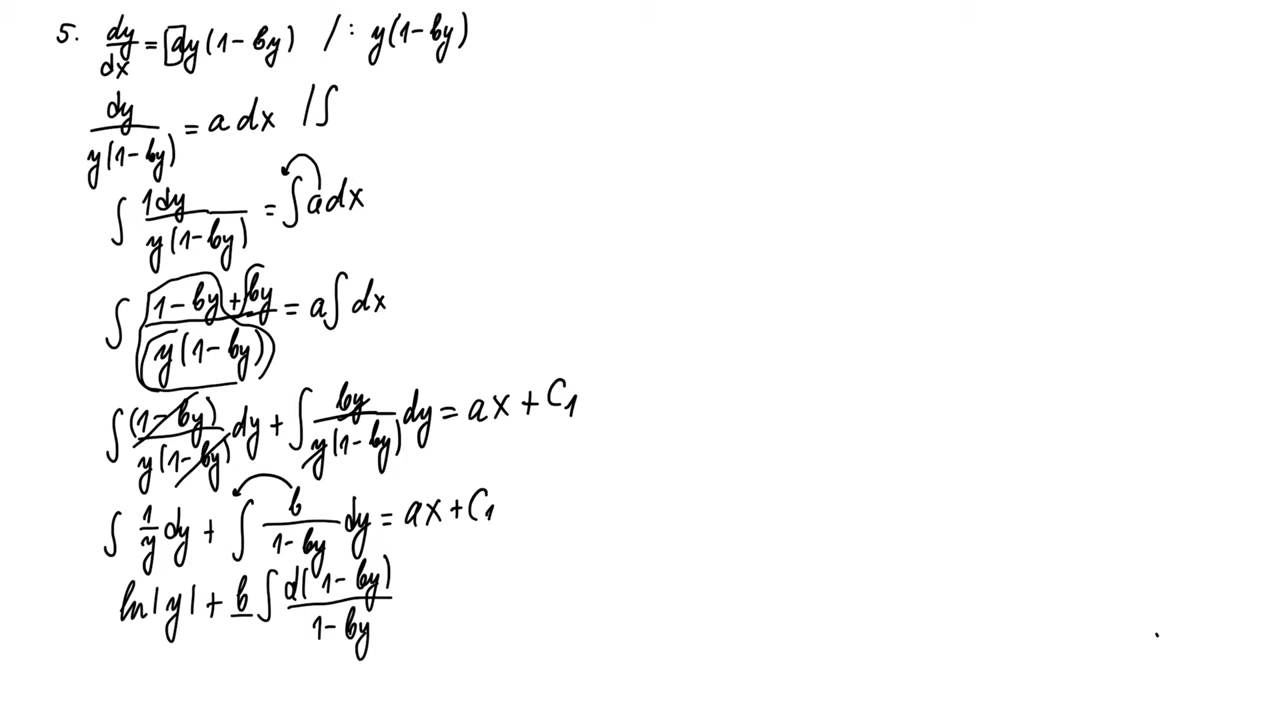 5. dy/dx = ay(1-by) /: y(1-by)
dy/y(1-by) = a dx /∫
∫ 1dy/y(1-by) = ∫ a dx
∫ 1-by+by/y(1-by) = a∫dx
∫ (1-by)/y(1-by) dy + ∫ by/y(1-by) dy = ax + C₁
∫ 1/y dy + ∫ b/1-by dy = ax + C₁
ln|y| + b ∫ d(1-by)/1-by